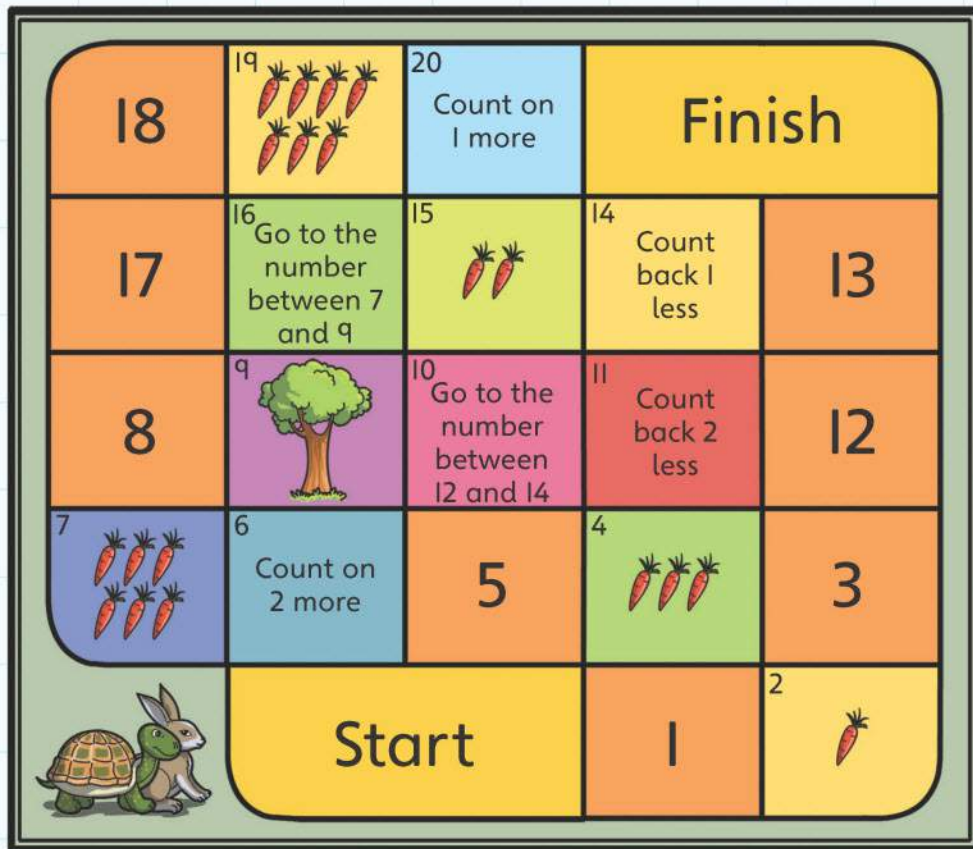 18
19
20
Count on
1 more
Finish
17
16
Go to the
number
between 7
and 9
15
14
Count
back 1
less
13
8
9
10
Go to the
number
between
12 and 14
11
Count
back 2
less
12
7
6
Count on
2 more
5
4
3
Start
1
2